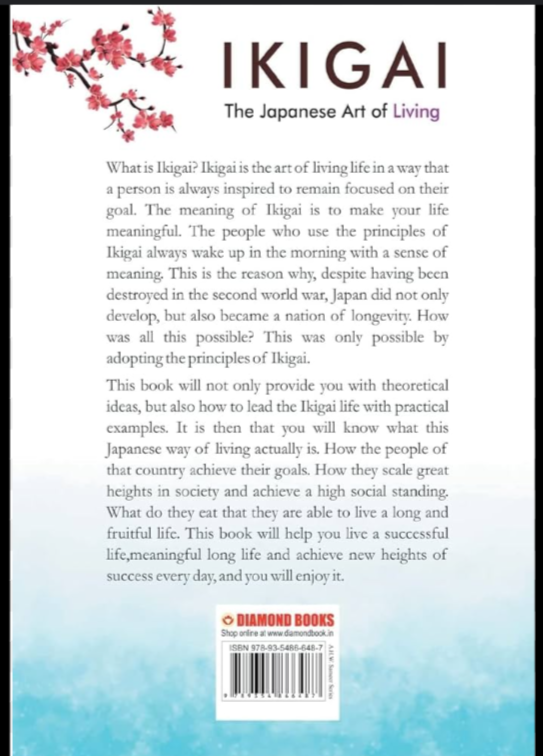 IKIGAI
The Japanese Art of Living
What is Ikigai? Ikigai is the art of living life in a way that
a person is always inspired to remain focused on their
goal. The meaning of Ikigai is to make your life
meaningful. The people who use the principles of
Ikigai always wake up in the morning with a sense of
meaning. This is the reason why, despite having been
destroyed in the second world war, Japan did not only
develop, but also became a nation of longevity. How
was all this possible? This was only possible by
adopting the principles of Ikigai.
This book will not only provide you with theoretical
ideas, but also how to lead the Ikigai life with practical
examples. It is then that you will know what this
Japanese way of living actually is. How the people of
that country achieve their goals. How they scale great
heights in society and achieve a high social standing.
What do they eat that they are able to live a long and
fruitful life. This book will help you live a successful
life,meaningful long life and achieve new heights of
success every day, and you will enjoy it.
DIAMOND BOOKS
Shop online at www.diamondbook.in
ISBN 978-93-5486-648-7